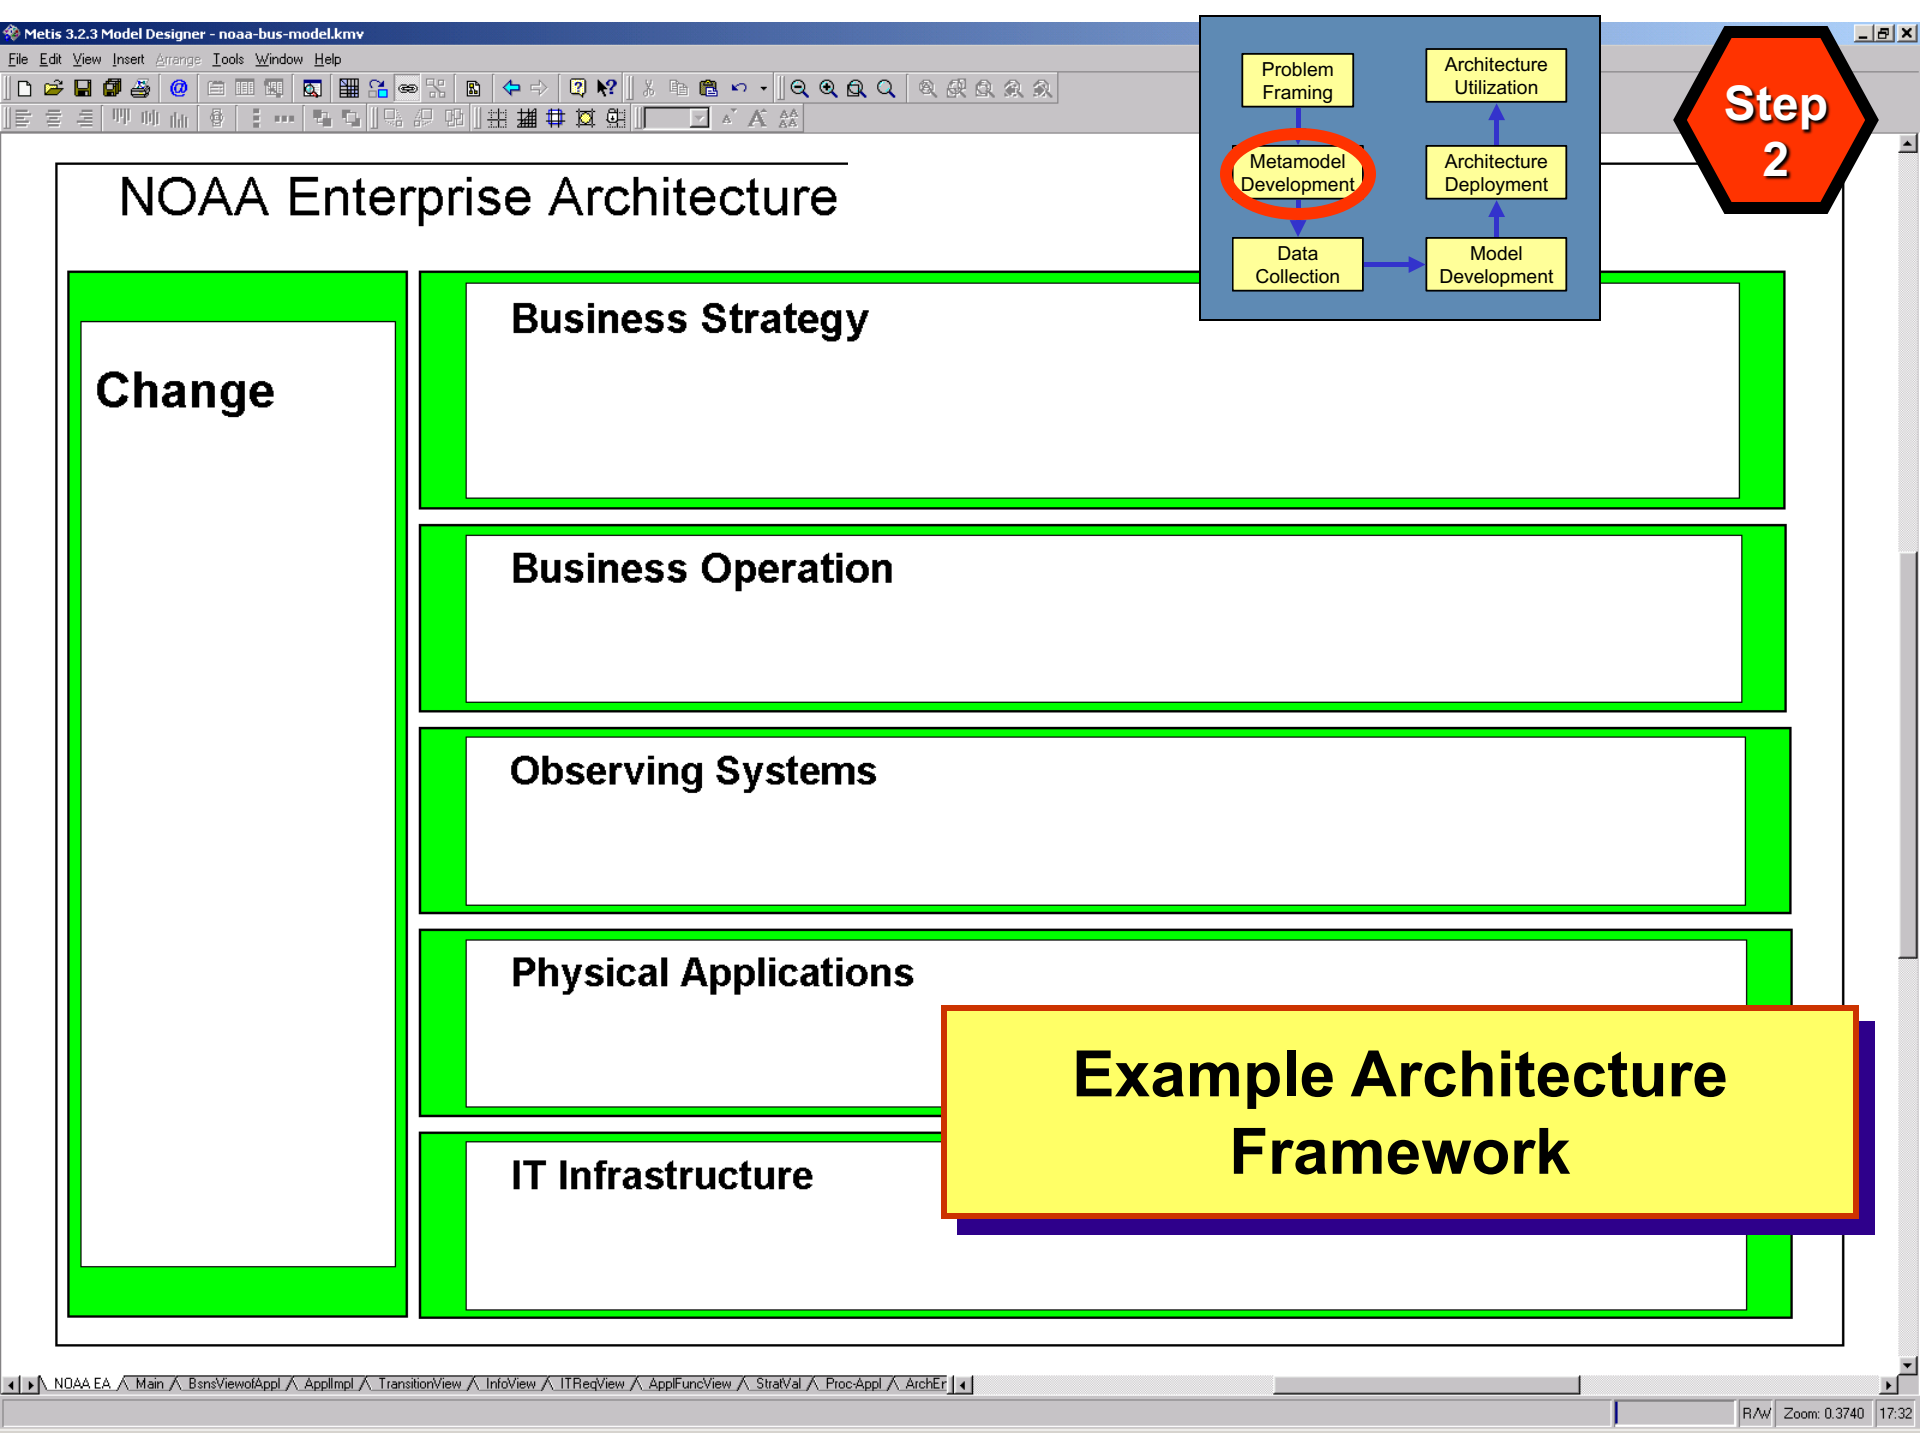 Metis 3.2.3 Model Designer - noaa-bus-model.kmv
File Edit View Insert Arrange Tools Window Help
Problem
Framing
Architecture
Utilization
Metamodel
Development
Architecture
Deployment
Data
Collection
Model
Development
Step
2
NOAA Enterprise Architecture
Change
Business Strategy
Business Operation
Observing Systems
Physical Applications
IT Infrastructure
Example Architecture
Framework
NOAA EA Main BsnsViewofAppl ApplImpl TransitionView InfoView ITReqView ApplFuncView StratVal Proc-Appl ArchEr
R/W Zoom: 0.3740 17:32